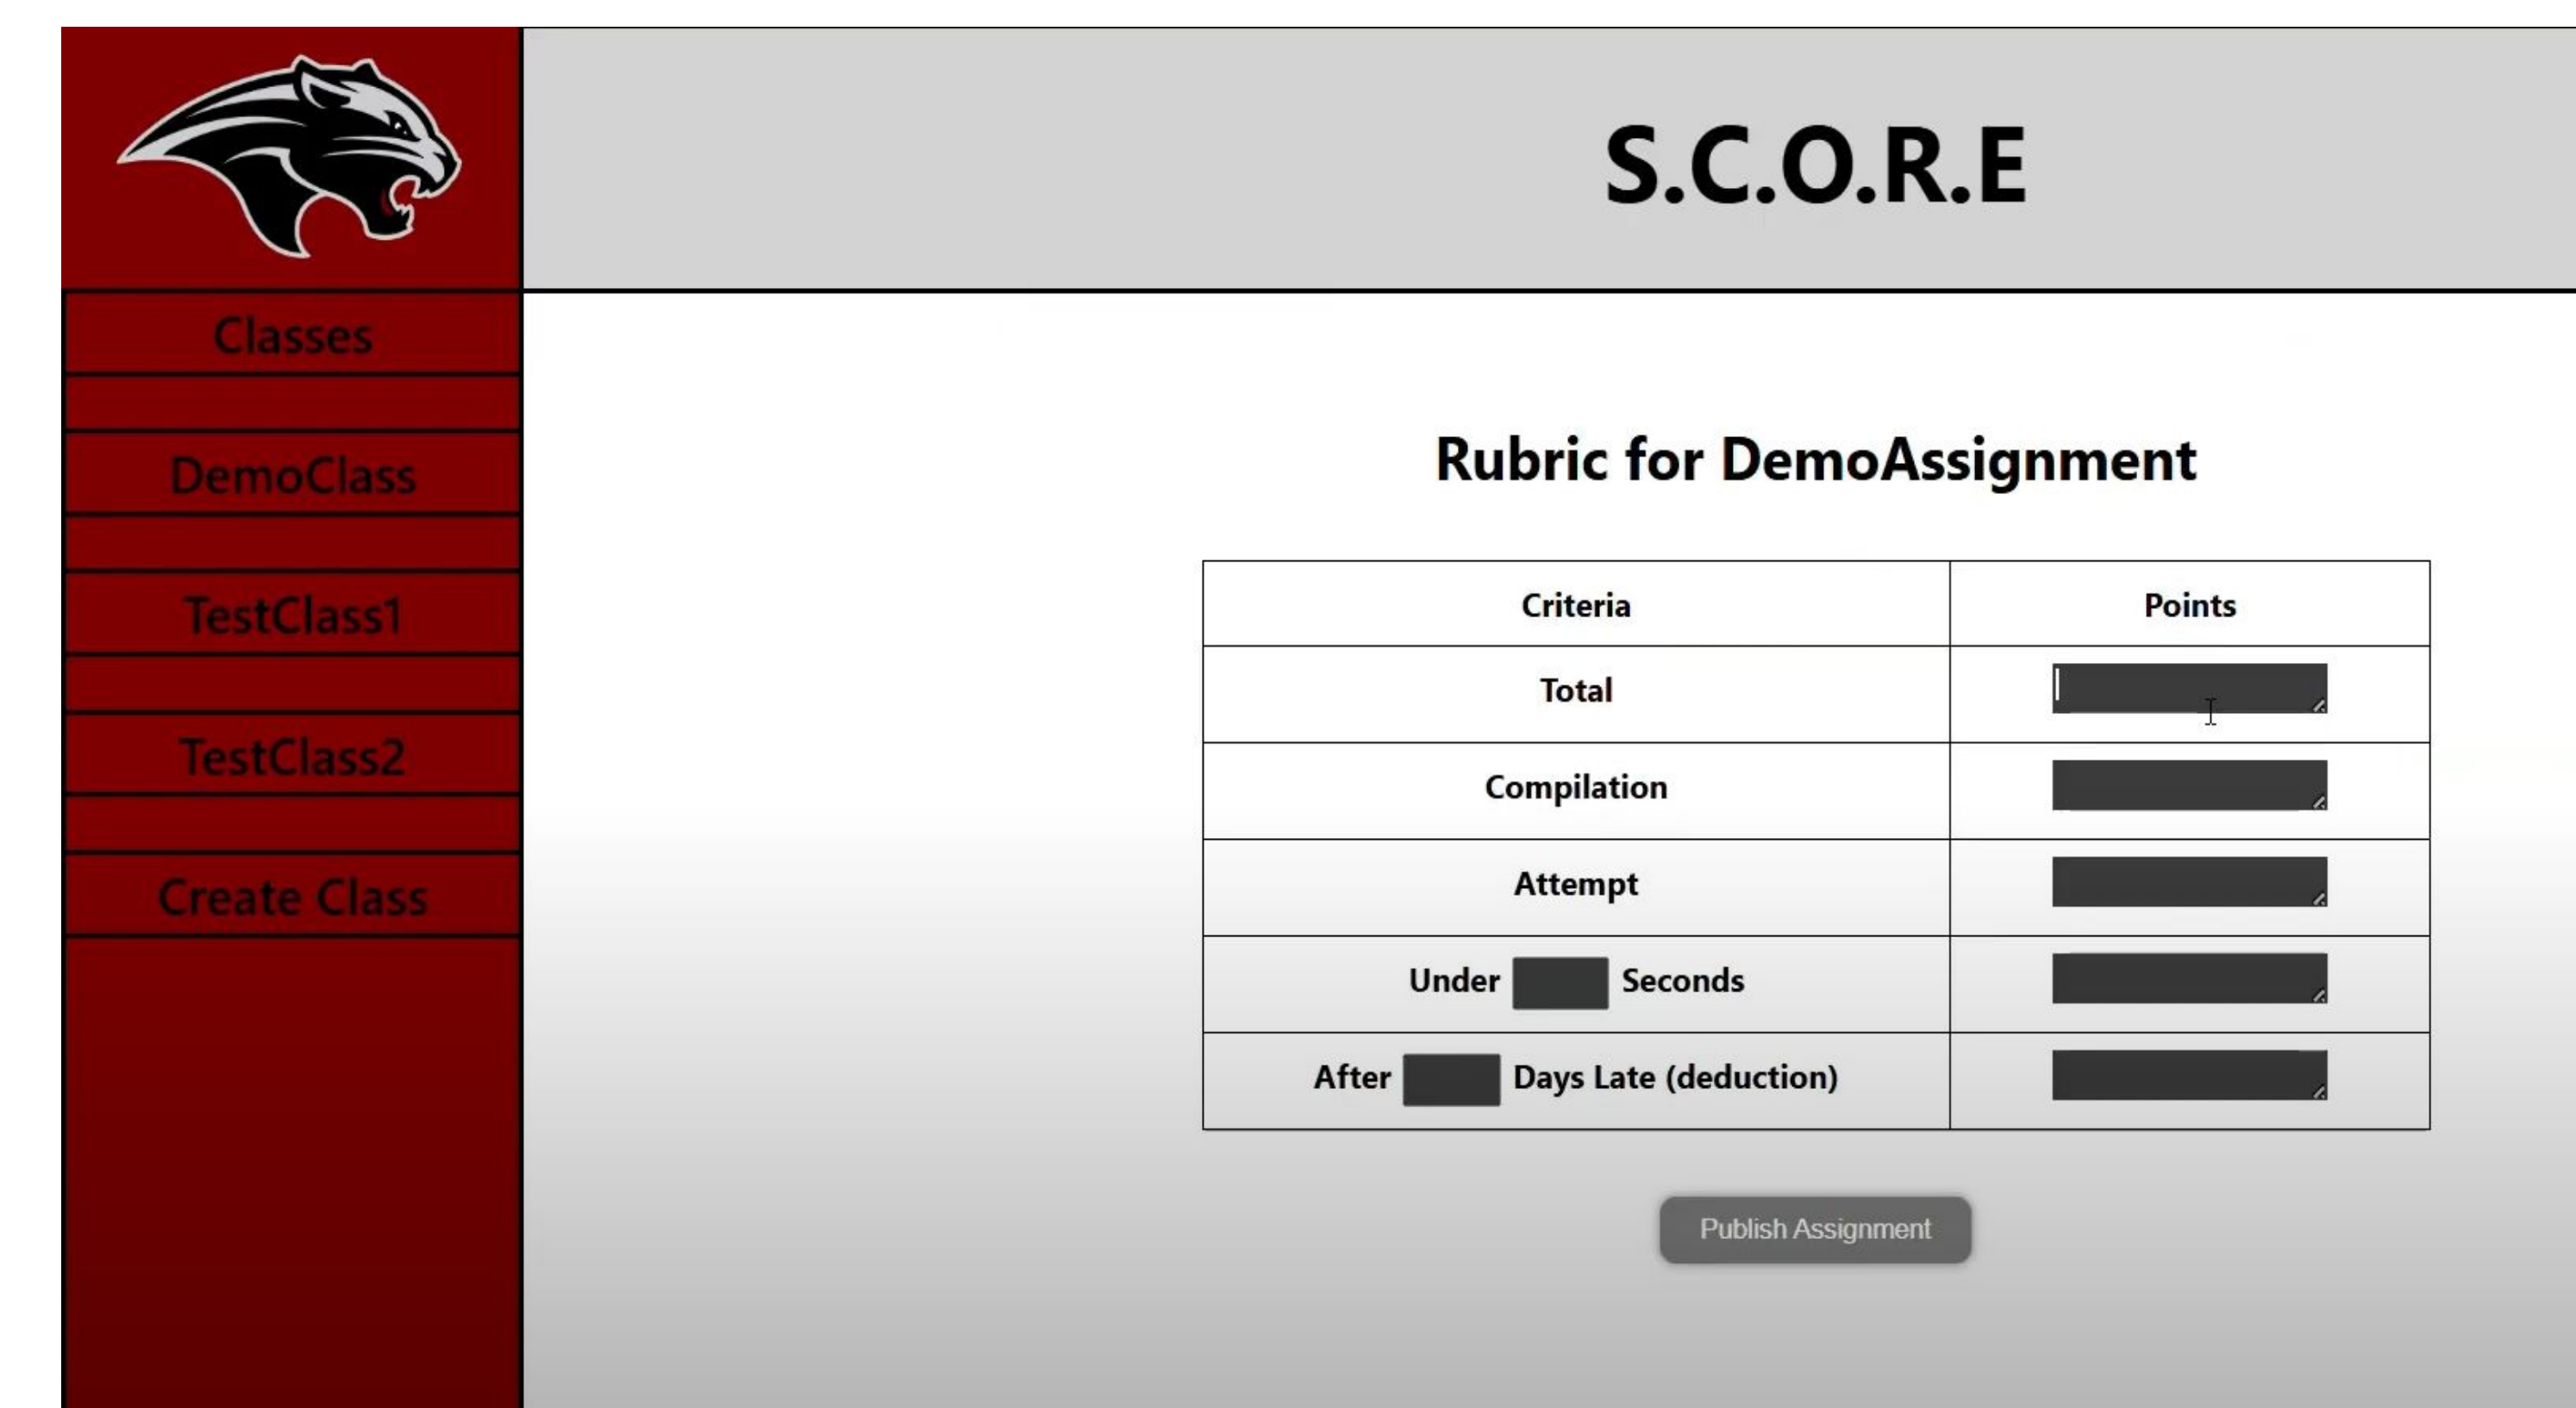 S.C.O.R.E
Classes
DemoClass
TestClass1
TestClass2
Create Class
Rubric for DemoAssignment
Criteria Points
Total
Compilation
Attempt
Under Seconds
After Days Late (deduction)
Publish Assignment